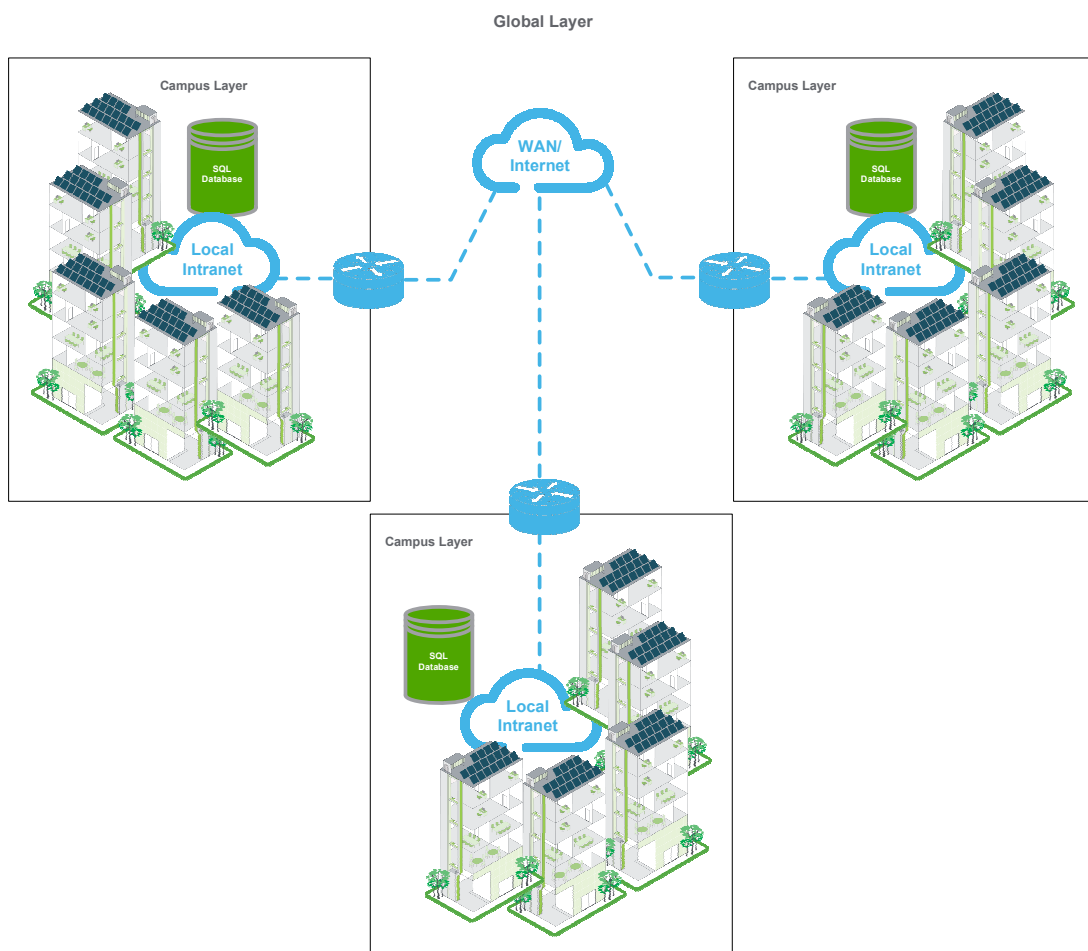 Global Layer
Campus Layer
SQL
Database
Local
Intranet
WAN/
Internet
Campus Layer
SQL
Database
Local
Intranet
Campus Layer
SQL
Database
Local
Intranet